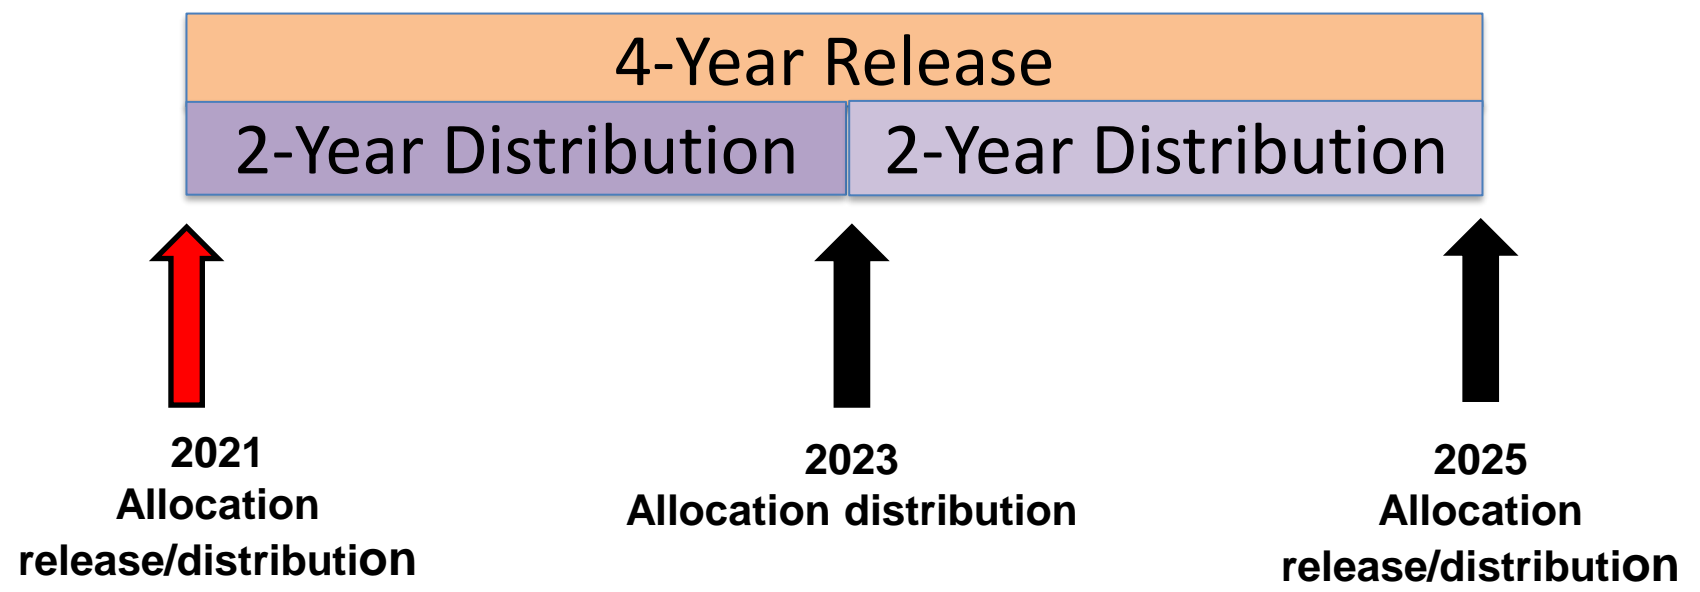 4-Year Release
2-Year Distribution
2-Year Distribution
2021
Allocation
release/distribution
2023
Allocation distribution
2025
Allocation
release/distribution